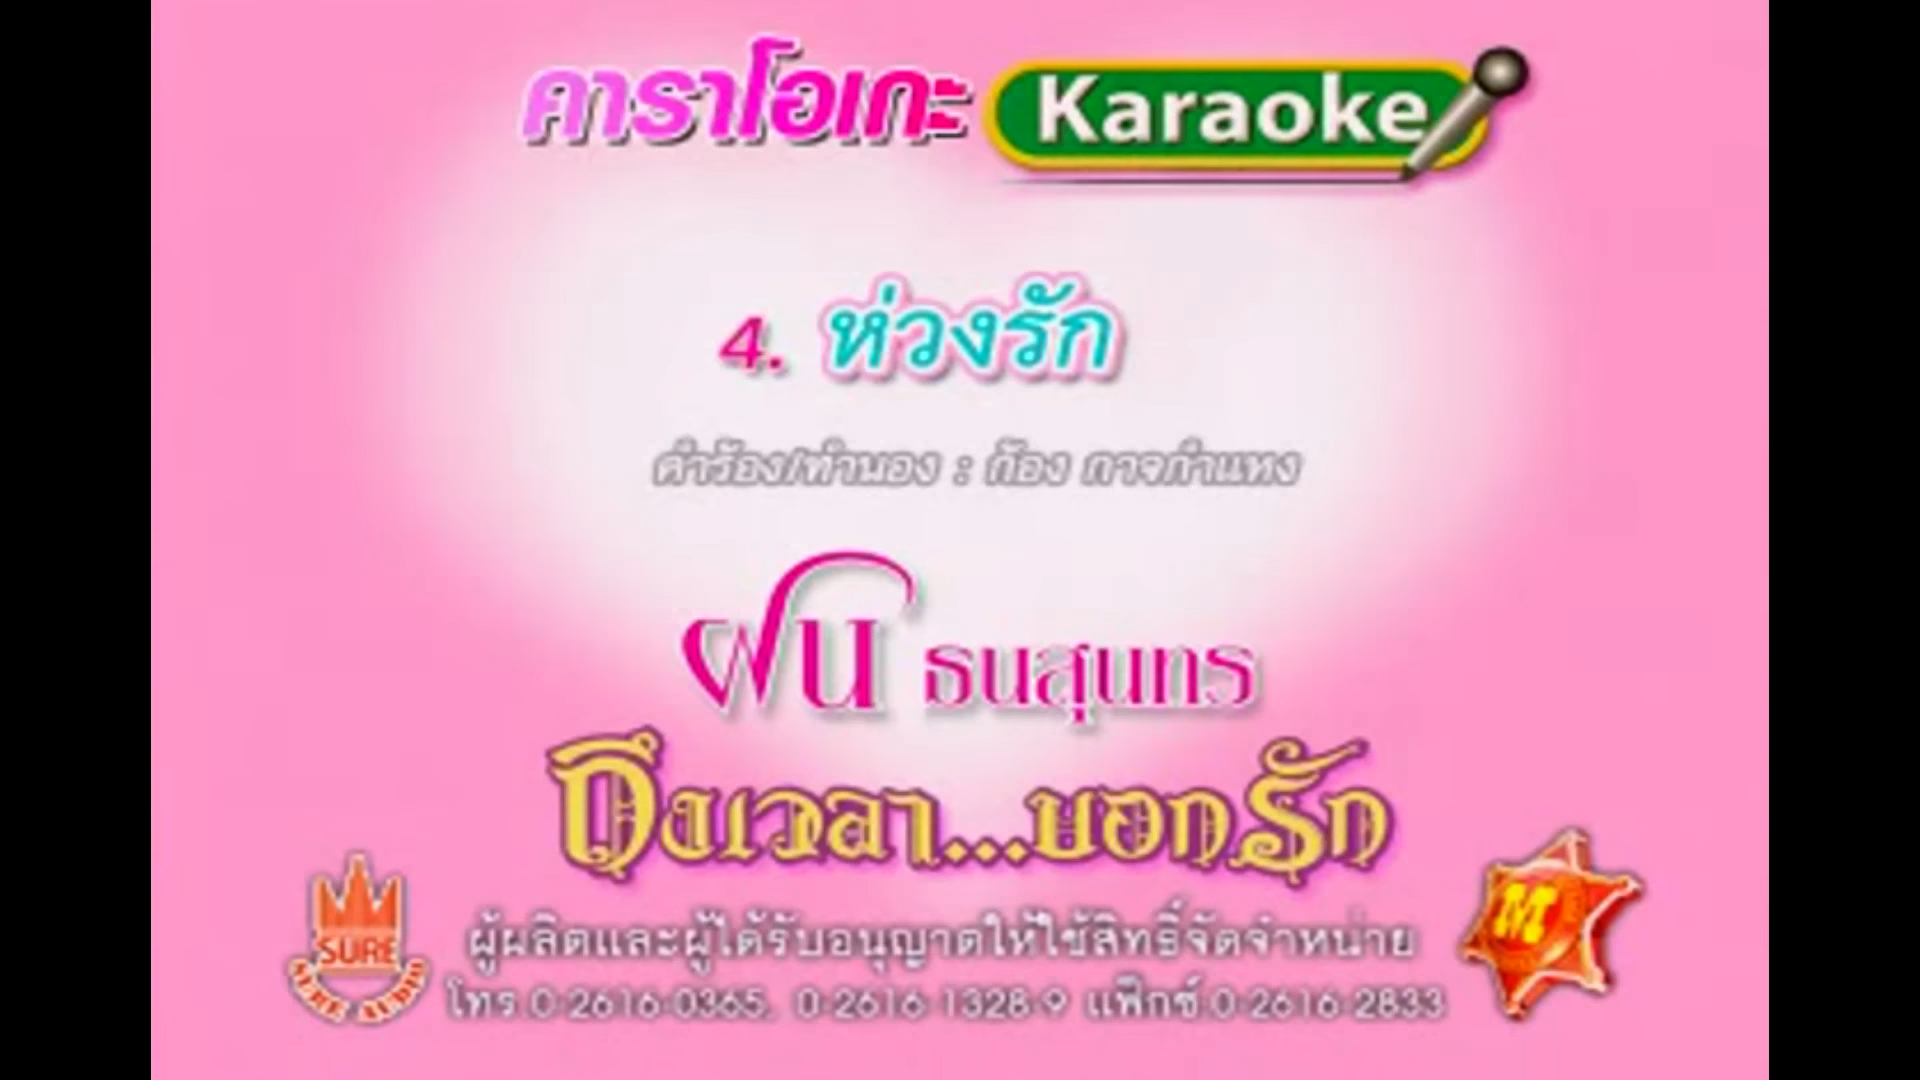 คาราโอเกะ Karaoke
4. ห่วงรัก
คำร้อง/ทำนอง : ก้อง กาจกำแหง
ฝน ธนสุนทร
ถึงเวลา...บอกรัก
SURE
SURE AUDIO
M
ผู้ผลิตและผู้ได้รับอนุญาตให้ใช้สิทธิ์จัดจำหน่าย
โทร.0-2616-0365, 0-2616-1328-9 แฟ็กซ์.0-2616-2833